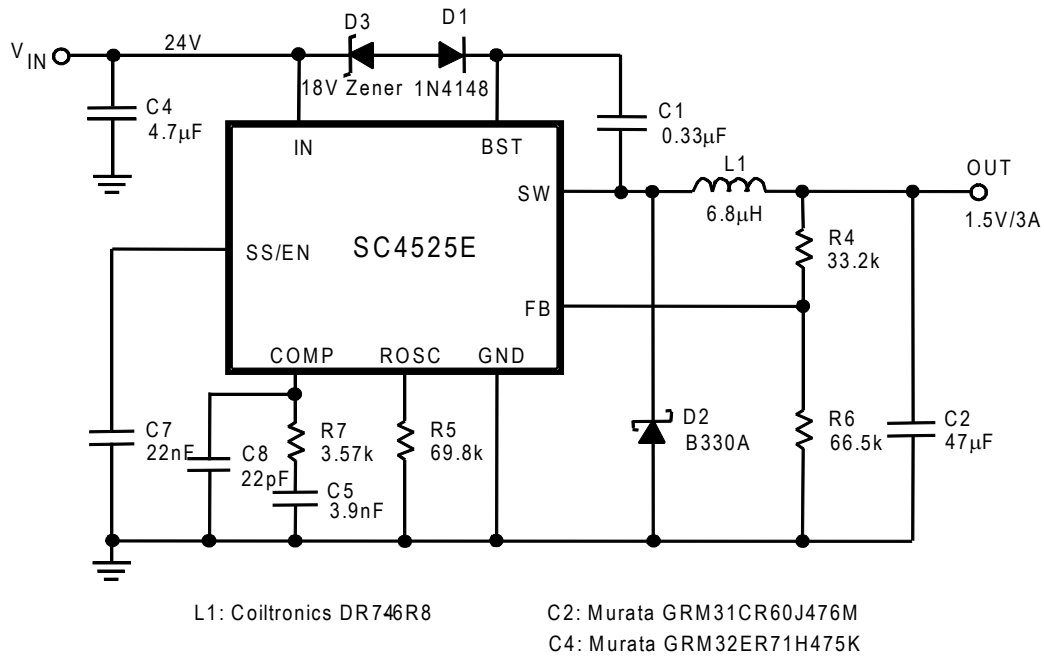 D3
D1
V IN
24V
18V Zener
1N4148
C4
4.7μF
C1
0.33μF
IN
BST
L1
OUT
SW
6.8μH
1.5V/3A
SS/EN
SC4525E
R4
33.2k
FB
COMP
ROSC
GND
C7
22nF
C8
22pF
R7
3.57k
C5
3.9nF
R5
69.8k
D2
B330A
R6
66.5k
C2
47μF
L1: Coiltronics DR746R8
C2: Murata GRM31CR60J476M
C4: Murata GRM32ER71H475K